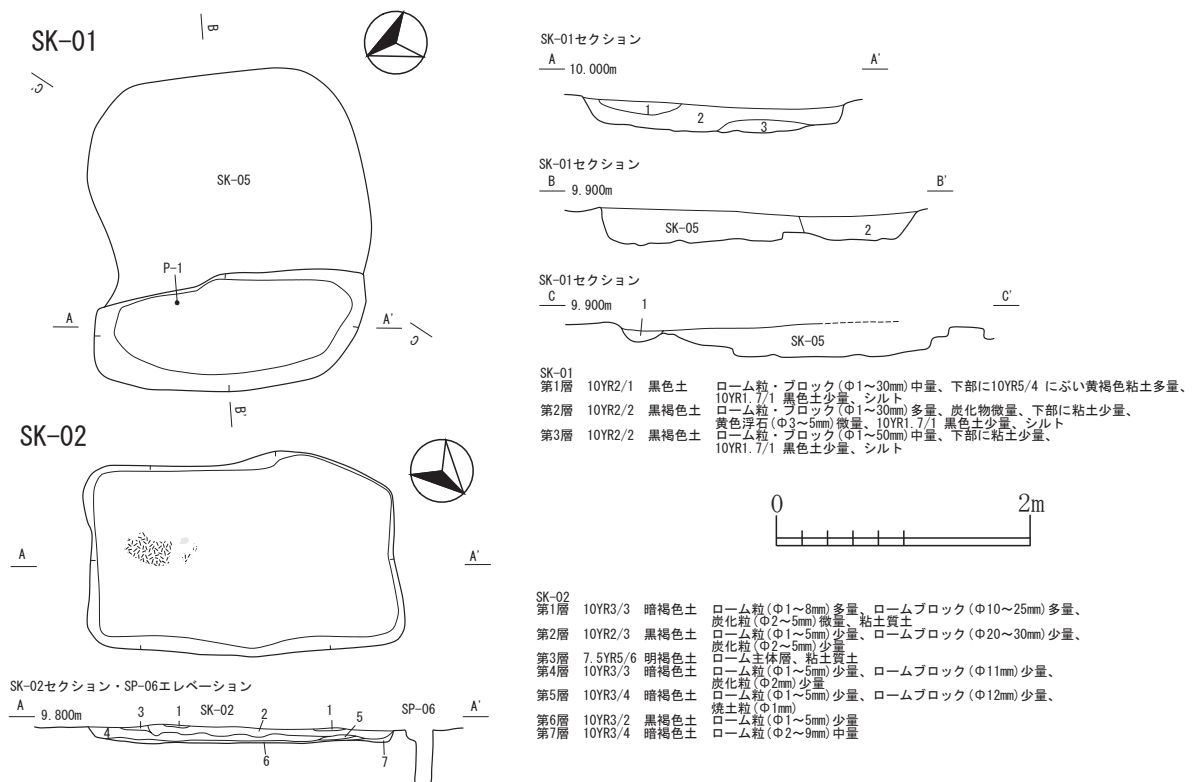 SK-01
B
C'
SK-05
P-1
A
A'
C
B'
SK-02
A
A'
SK-02セクション・SP-06エレベーション
A
9.800m
3
1
SK-02
2
1
5
SP-06
A'
4
6
7
SK-01セクション
A
10.000m
A'
1
2
3
SK-01セクション
B
9.900m
B'
SK-05
2
SK-01セクション
C
9.900m
1
C'
SK-05
SK-01
第1層 10YR2/1 黒色土 ローム粒・ブロック(Φ1~30mm)中量、下部に10YR5/4 にぶい黄褐色粘土多量、
10YR1.7/1 黒色土少量、シルト
第2層 10YR2/2 黒褐色土 ローム粒・ブロック(Φ1~30mm)多量、炭化物微量、下部に粘土少量、
黄色浮石(Φ3~5mm)微量、10YR1.7/1 黒色土少量、シルト
第3層 10YR2/2 黒褐色土 ローム粒・ブロック(Φ1~50mm)中量、下部に粘土少量、
10YR1.7/1 黒色土少量、シルト
0
2m
SK-02
第1層 10YR3/3 暗褐色土 ローム粒(Φ1~8mm)多量、ロームブロック(Φ10~25mm)多量、
炭化粒(Φ2~5mm)微量、粘土質土
第2層 10YR2/3 黒褐色土 ローム粒(Φ1~5mm)少量、ロームブロック(Φ20~30mm)少量、
炭化粒(Φ2~5mm)少量
第3層 7.5YR5/6 明褐色土 ローム主体層、粘土質土
第4層 10YR3/3 暗褐色土 ローム粒(Φ1~5mm)少量、ロームブロック(Φ11mm)少量、
炭化粒(Φ2mm)少量
第5層 10YR3/4 暗褐色土 ローム粒(Φ1~5mm)少量、ロームブロック(Φ12mm)少量、
焼土粒(Φ1mm)
第6層 10YR3/2 黒褐色土 ローム粒(Φ1~5mm)少量
第7層 10YR3/4 暗褐色土 ローム粒(Φ2~9mm)中量